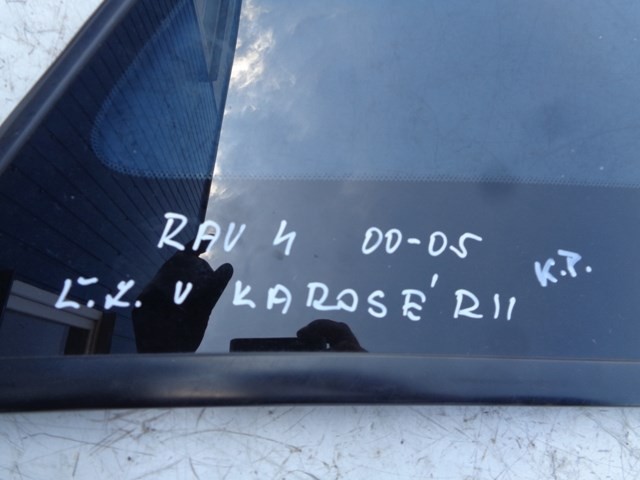 RAV 4 00-05
Ľ.Z. V KAROSÉRII K.P.